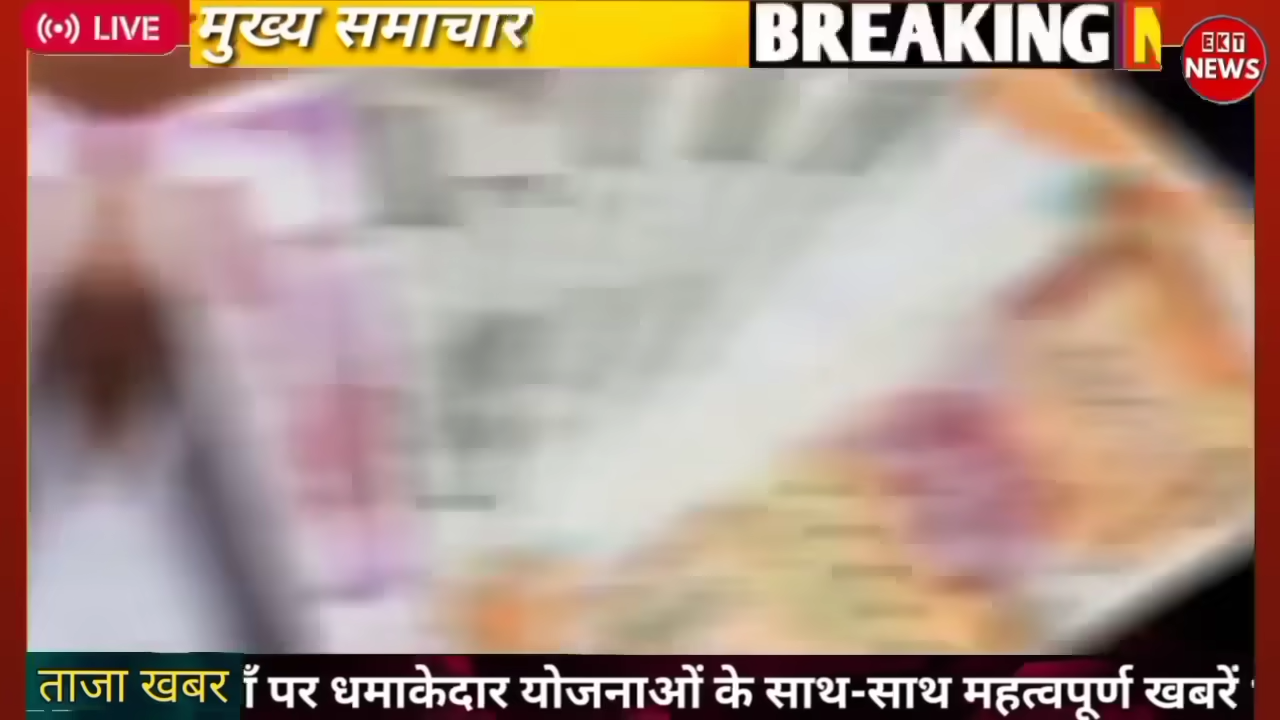 LIVE
मुख्य समाचार
BREAKING
EKT
NEWS
ताजा खबर
पर धमाकेदार योजनाओं के साथ-साथ महत्वपूर्ण खबरें